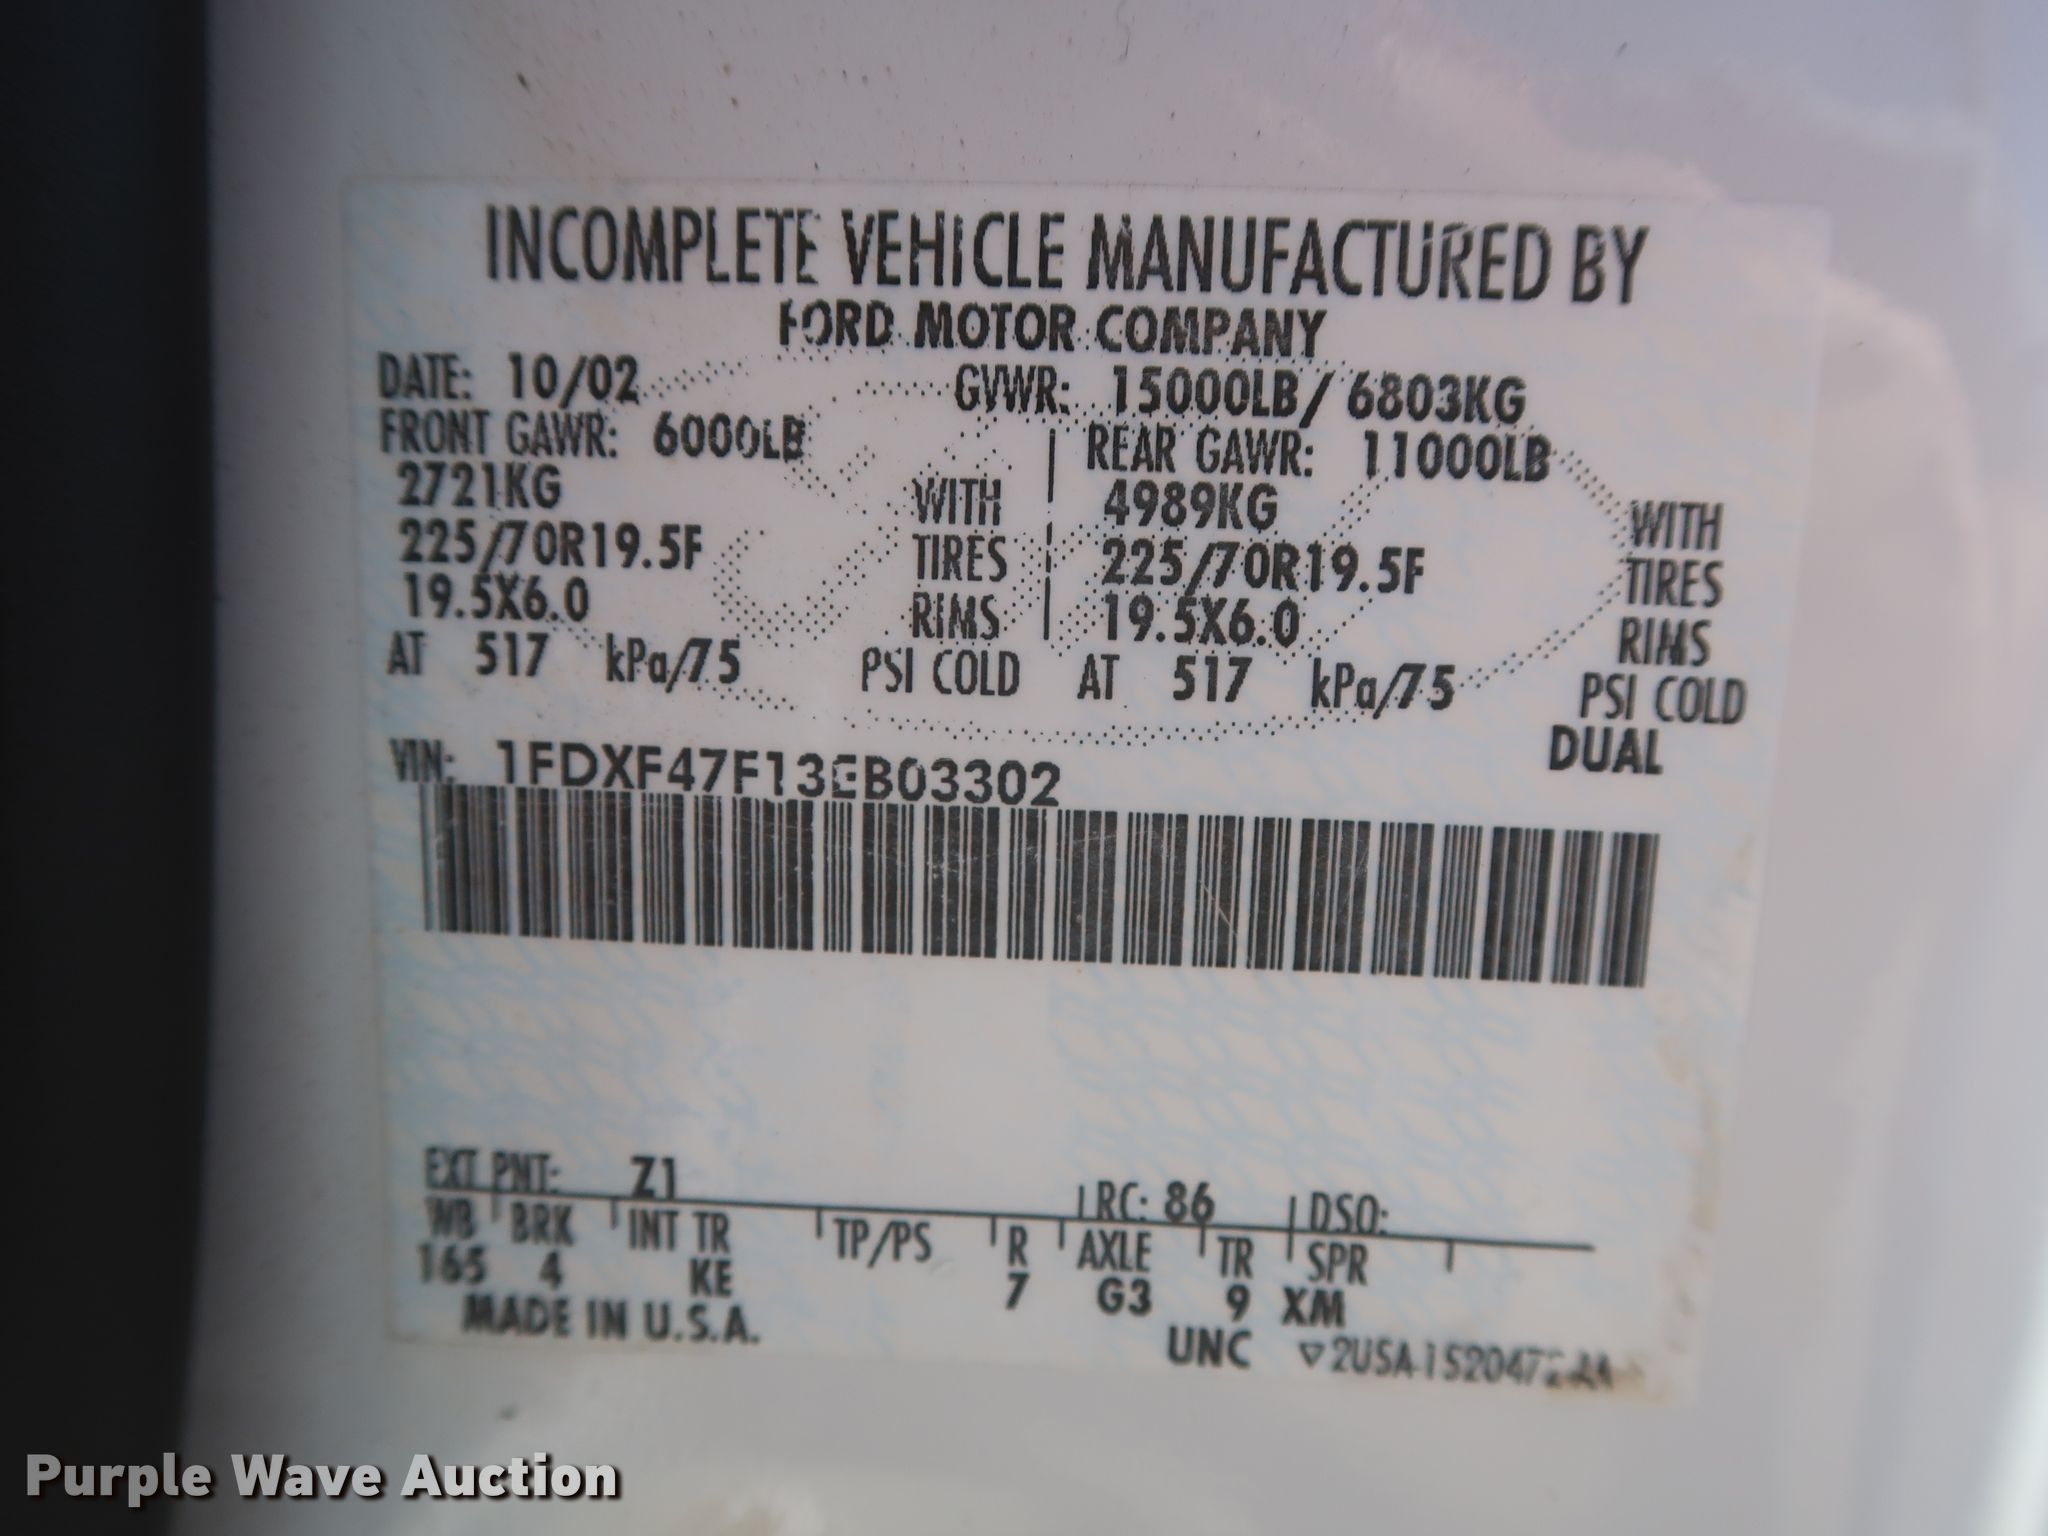 INCOMPLETE VEHICLE MANUFACTURED BY
FORD MOTOR COMPANY
DATE: 10/02 GVWR: 15000LB/ 6803KG
FRONT GAWR: 6000LB REAR GAWR: 11000LB
2721KG WITH 4989KG WITH
225/70R19.5F TIRES 225/70R19.5F TIRES
19.5X6.0 RIMS 19.5X6.0 RIMS
AT 517 kPa/75 PSI COLD AT 517 kPa/75 PSI COLD
DUAL
VIN: 1FDXF47F13EB03302
EXT PNT: Z1 RC: 86 DSO:
WB BRK INT TR TP/PS R AXLE TR SPR
165 4 KE 7 G3 9 XM
MADE IN U.S.A.
UNC
Purple Wave Auction